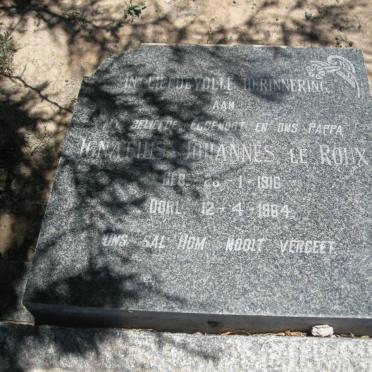 IN LIEFDEVOLLE HERINNERING
AAN
MY GELIEFDE EGGENOOT EN ONS PAPPA
IGNATIUS JOHANNES LE ROUX
GEB. 1-1916
OORL. 12-4-1964
ONS SAL HOM NOOIT VERGEET